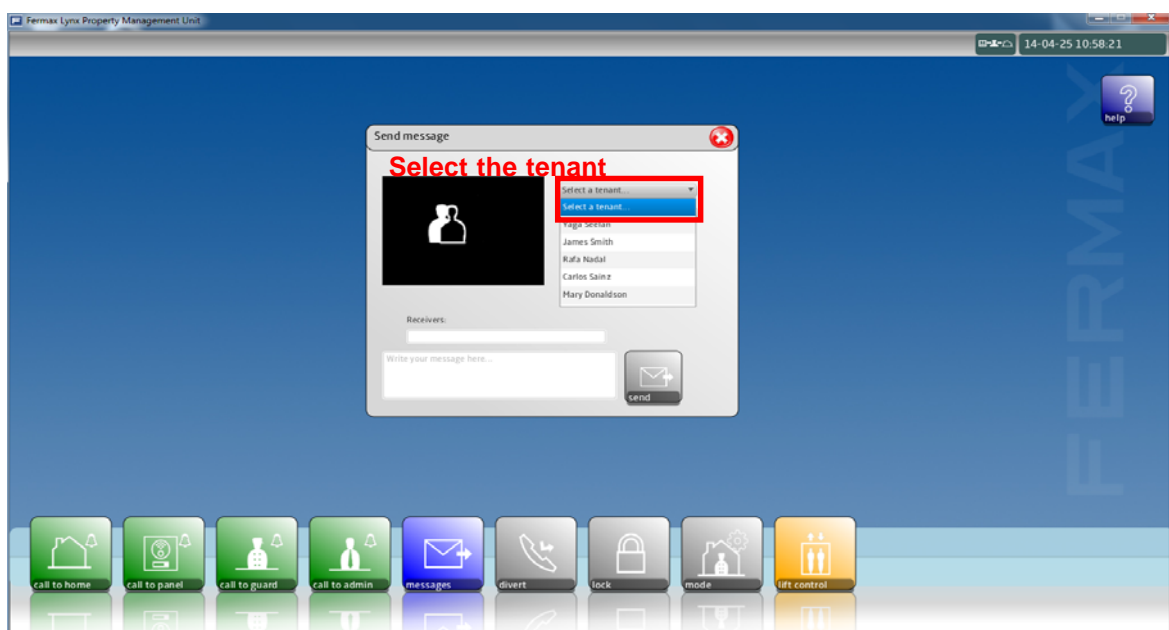 Fermax Lynx Property Management Unit
14-04-25 10:58:21
help
FERMAX
Send message
Select the tenant
Select a tenant...
Select a tenant...
Yaga Seelan
James Smith
Rafa Nadal
Carlos Sainz
Mary Donaldson
Receivers:
Write your message here...
send
call to home
call to panel
call to guard
call to admin
messages
divert
lock
mode
lift control